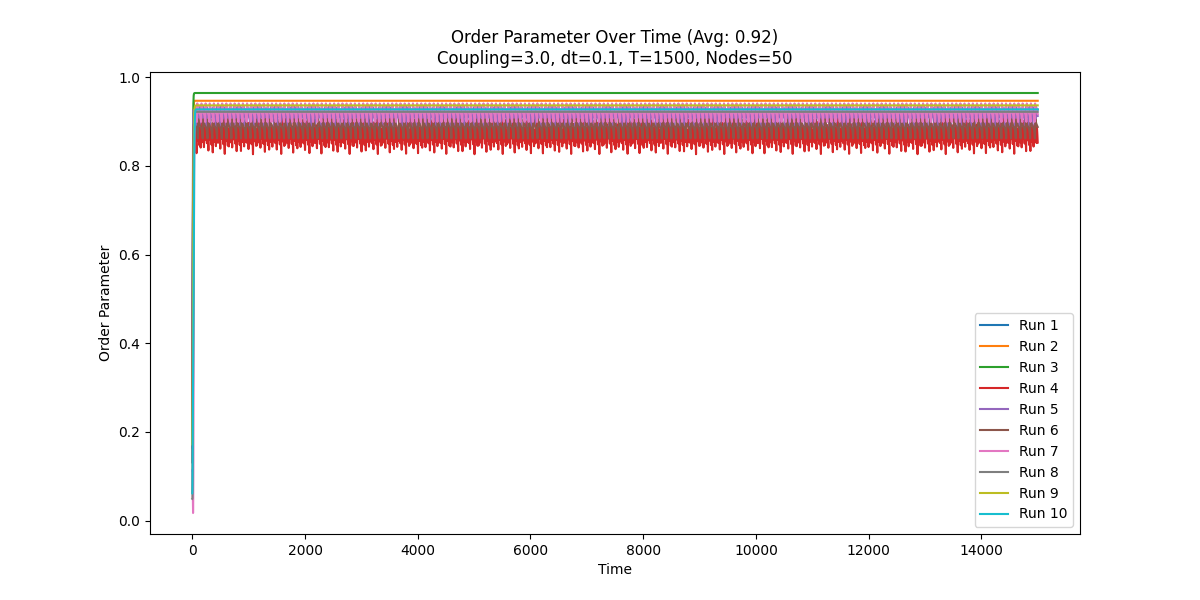 Order Parameter Over Time (Avg: 0.92)
Coupling=3.0, dt=0.1, T=1500, Nodes=50
Order Parameter
1.0
0.8
0.6
0.4
0.2
0.0
0
2000
4000
6000
8000
10000
12000
14000
Time
Run 1
Run 2
Run 3
Run 4
Run 5
Run 6
Run 7
Run 8
Run 9
Run 10